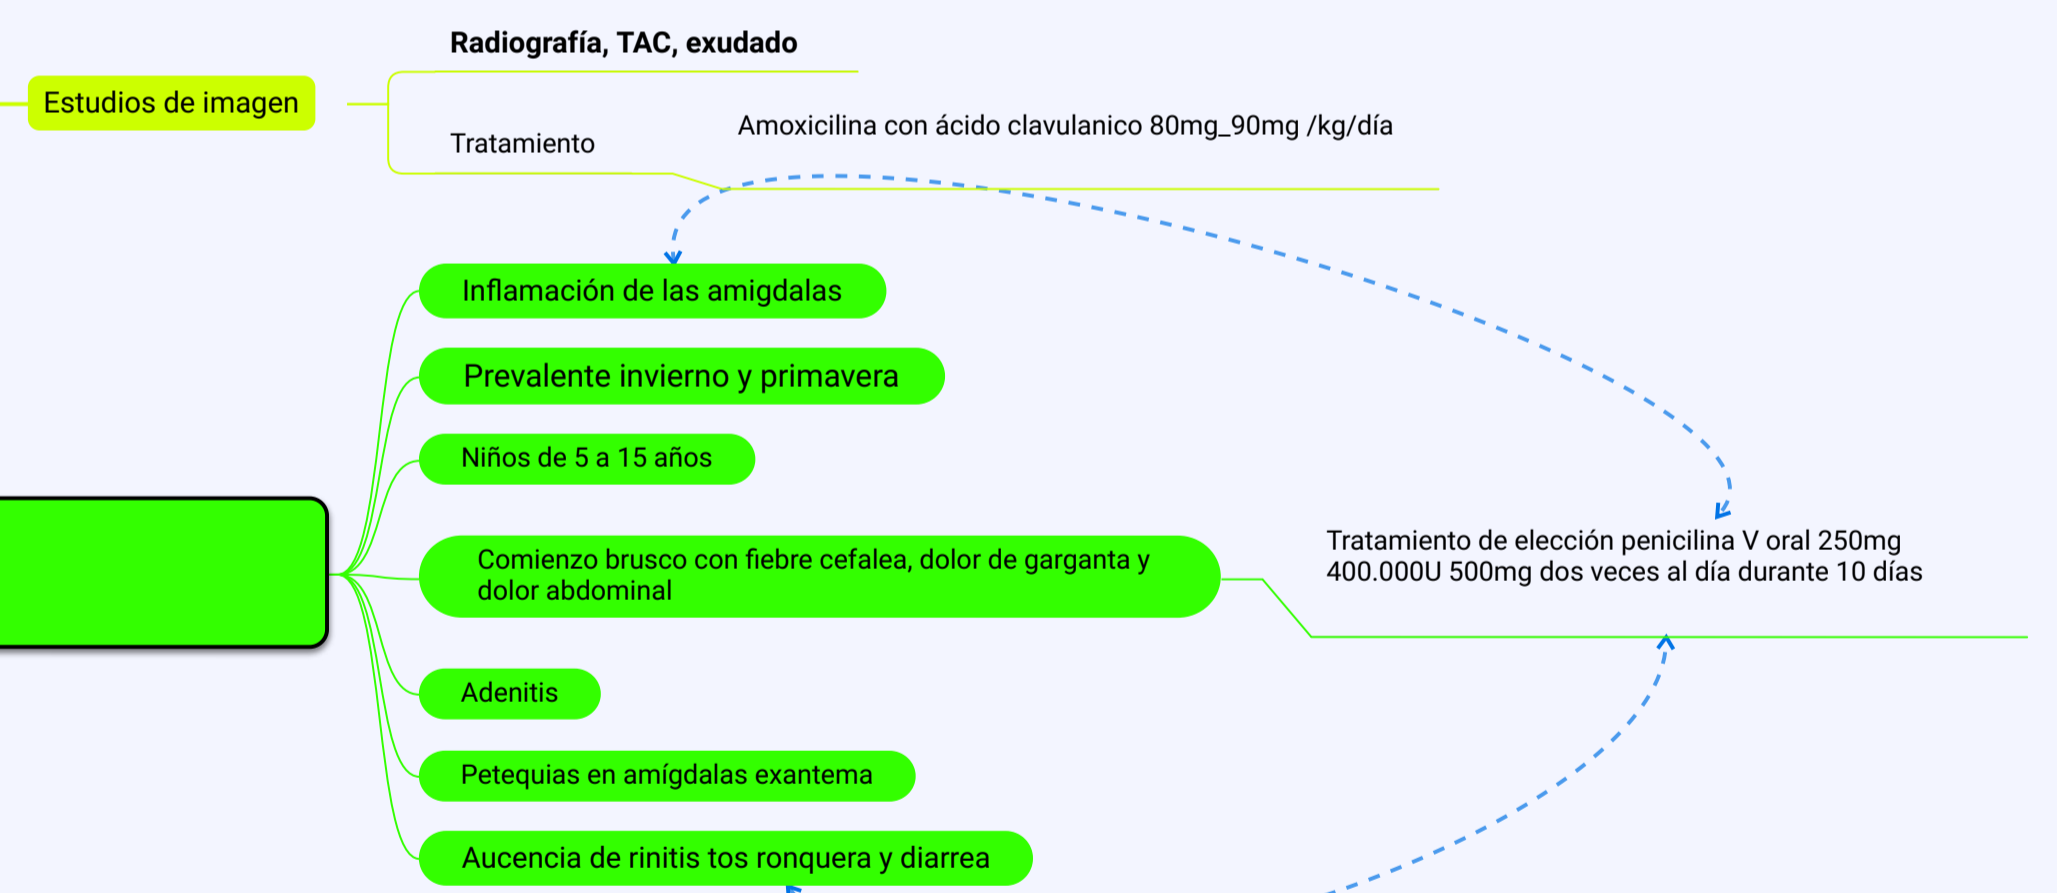 Radiografía, TAC, exudado
Estudios de imagen
Tratamiento
Amoxicilina con ácido clavulanico 80mg_90mg /kg/día
Inflamación de las amigdalas
Prevalente invierno y primavera
Niños de 5 a 15 años
Comienzo brusco con fiebre cefalea, dolor de garganta y
dolor abdominal
Tratamiento de elección penicilina V oral 250mg
400.000U 500mg dos veces al día durante 10 días
Adenitis
Petequias en amígdalas exantema
Aucencia de rinitis tos ronquera y diarrea